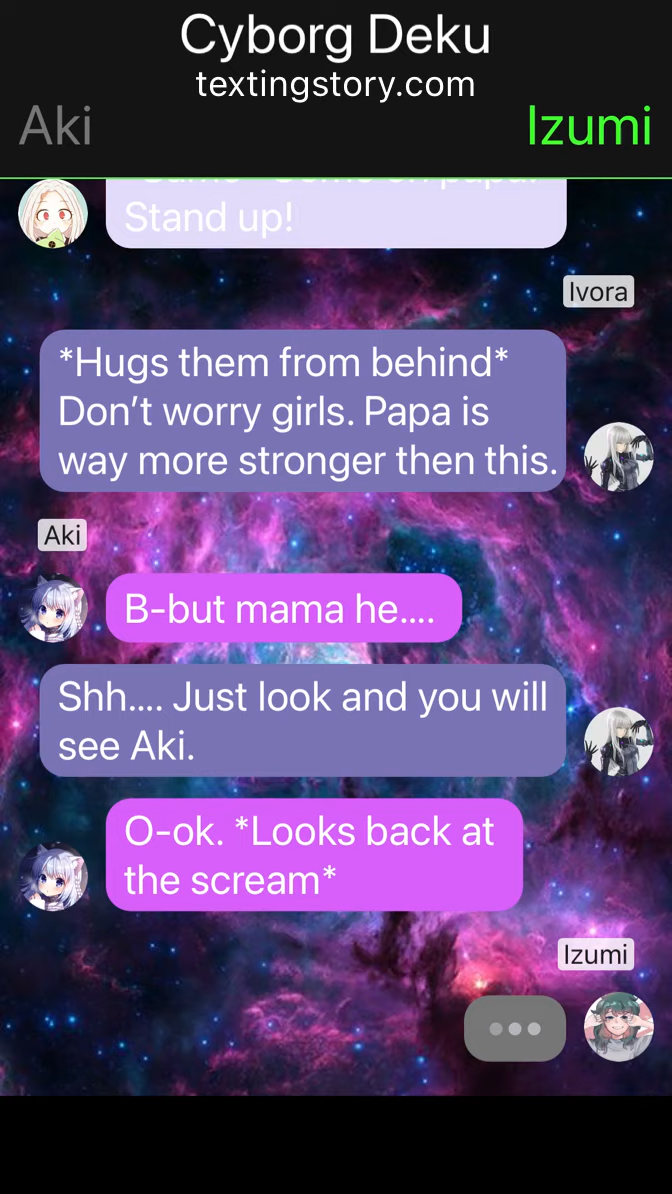 Cyborg Deku
textingstory.com
Aki
Izumi
Stand up!
Ivora
*Hugs them from behind*
Don’t worry girls. Papa is
way more stronger then this.
Aki
B-but mama he....
Shh.... Just look and you will
see Aki.
O-ok. *Looks back at
the scream*
Izumi